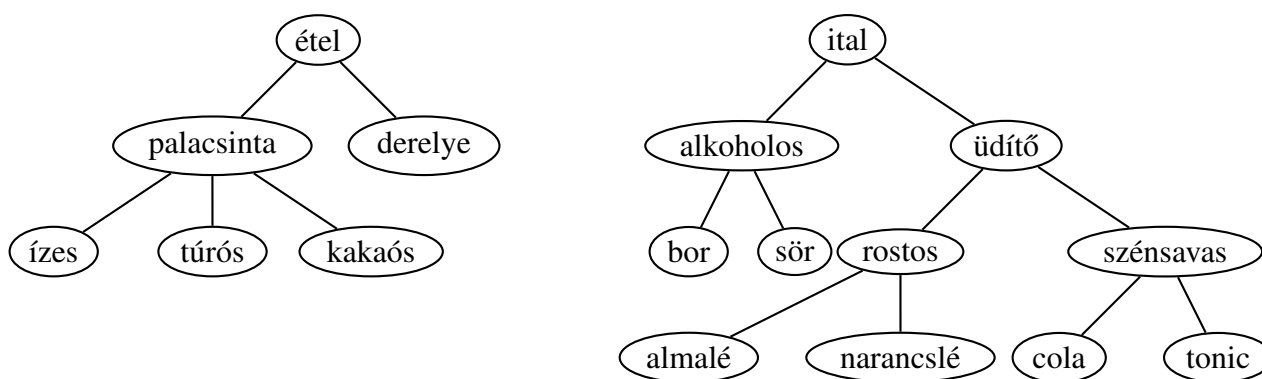 étel ital
palacsinta derelye alkoholos üdítő
ízes túrós kakaós bor sör rostos szénsavas
almalé narancslé cola tonic